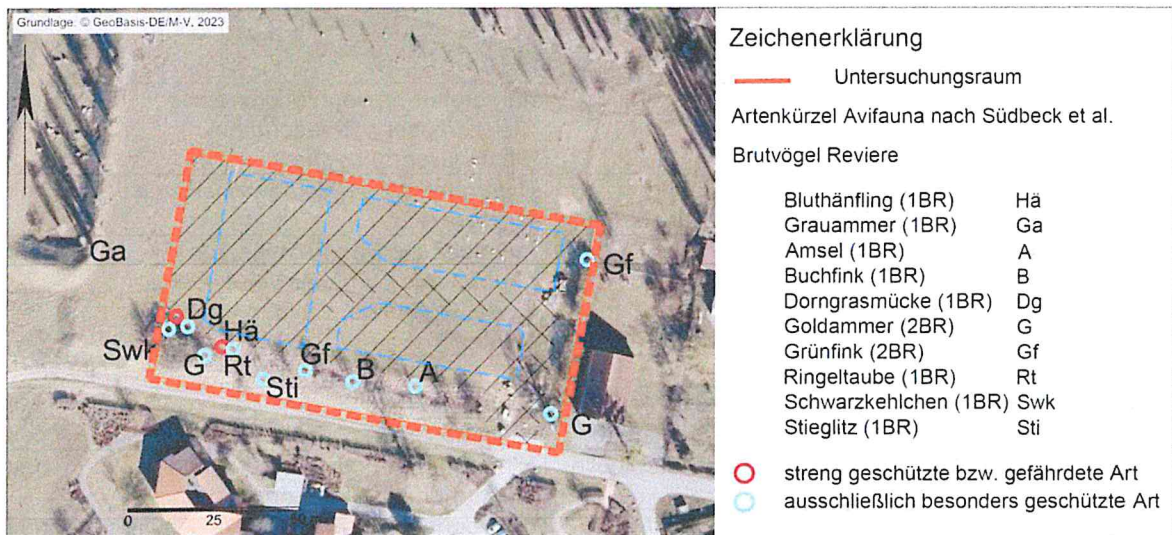 Grundlage: © GeoBasis-DE/M-V, 2023
Ga
Gf
Dg
Swk
Hä
G
Rt
Gf
Sti
B
A
G
0 25
Zeichenerklärung
Untersuchungsraum
Artenkürzel Avifauna nach Südbeck et al.
Brutvögel Reviere
Bluthänfling (1BR) Hä
Grauammer (1BR) Ga
Amsel (1BR) A
Buchfink (1BR) B
Dorngrasmücke (1BR) Dg
Goldammer (2BR) G
Grünfink (2BR) Gf
Ringeltaube (1BR) Rt
Schwarzkehlchen (1BR) Swk
Stieglitz (1BR) Sti
streng geschützte bzw. gefährdete Art
ausschließlich besonders geschützte Art